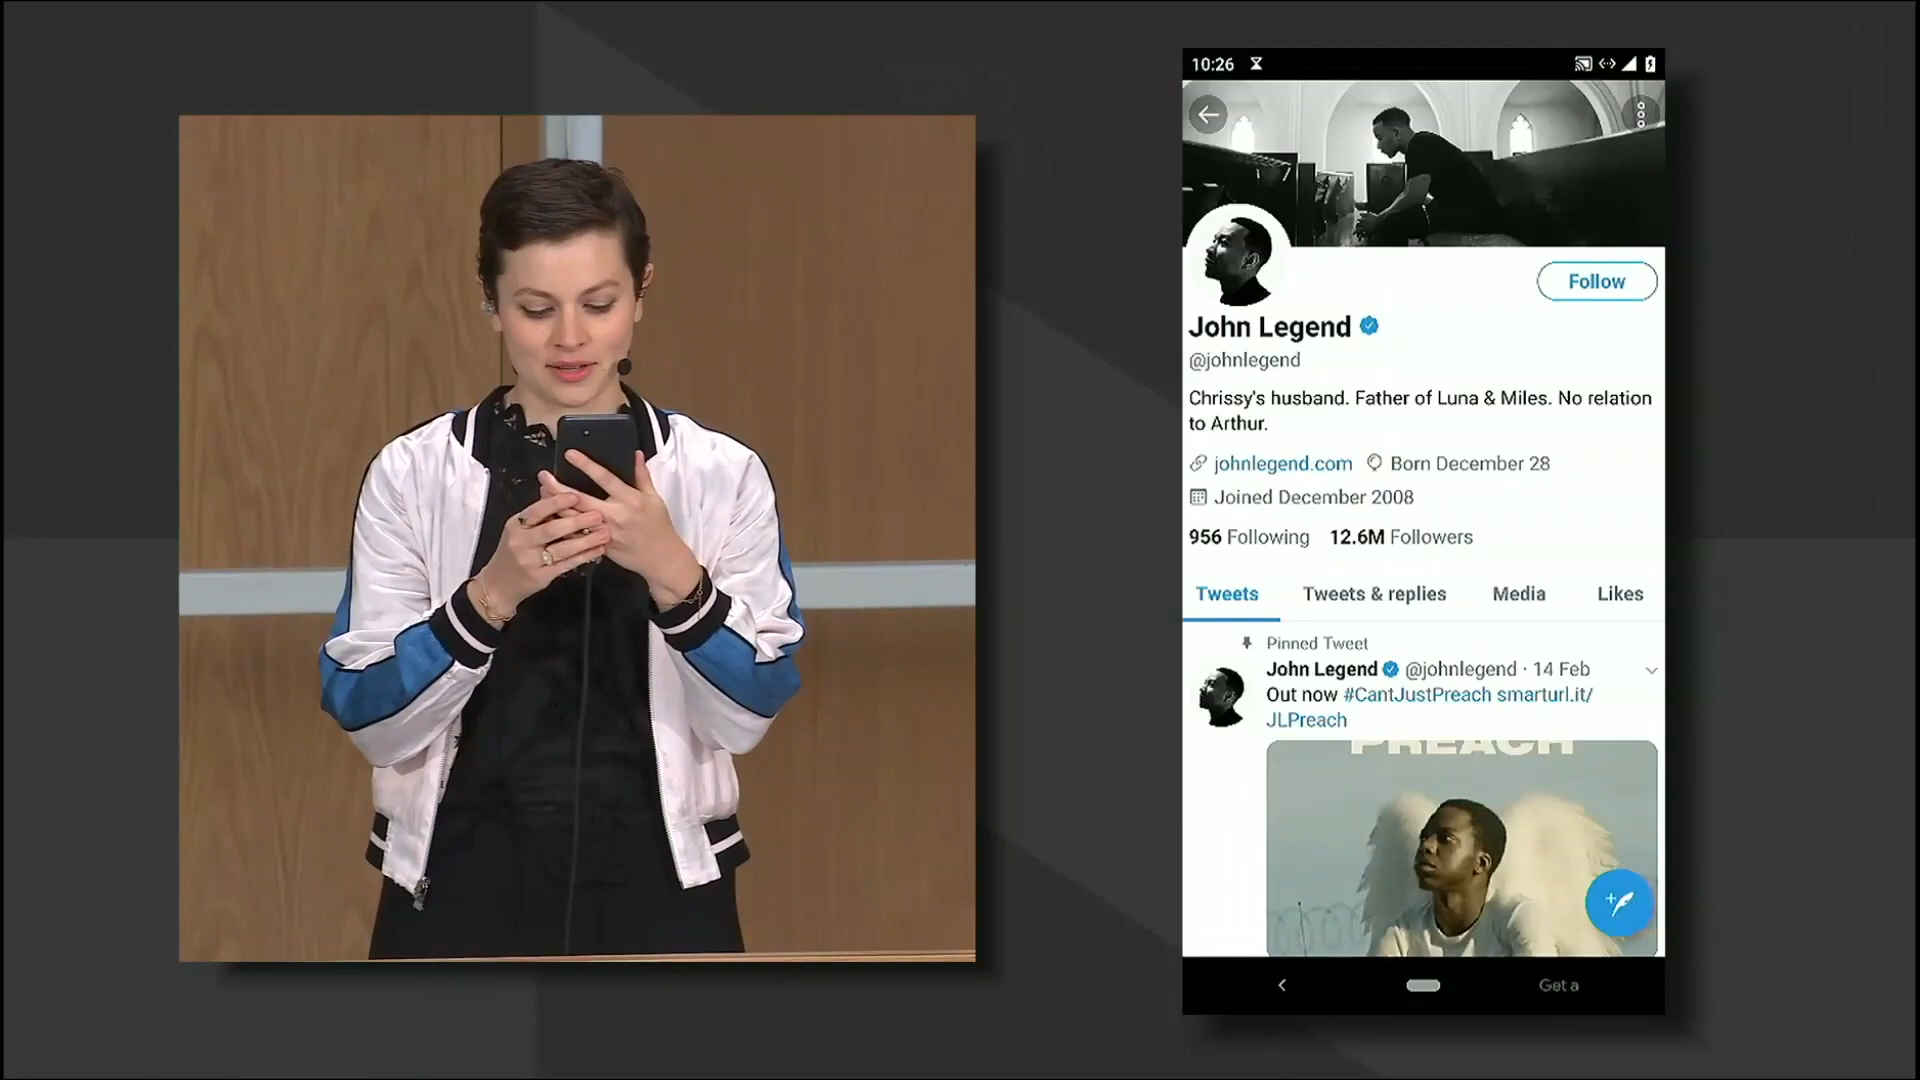 10:26
Follow
John Legend
@johnlegend
Chrissy's husband. Father of Luna & Miles. No relation
to Arthur.
johnlegend.com Born December 28
Joined December 2008
956 Following 12.6M Followers
Tweets Tweets & replies Media Likes
Pinned Tweet
John Legend @johnlegend · 14 Feb
Out now #CantJustPreach smarturl.it/
JLPreach
PREACH
Get a